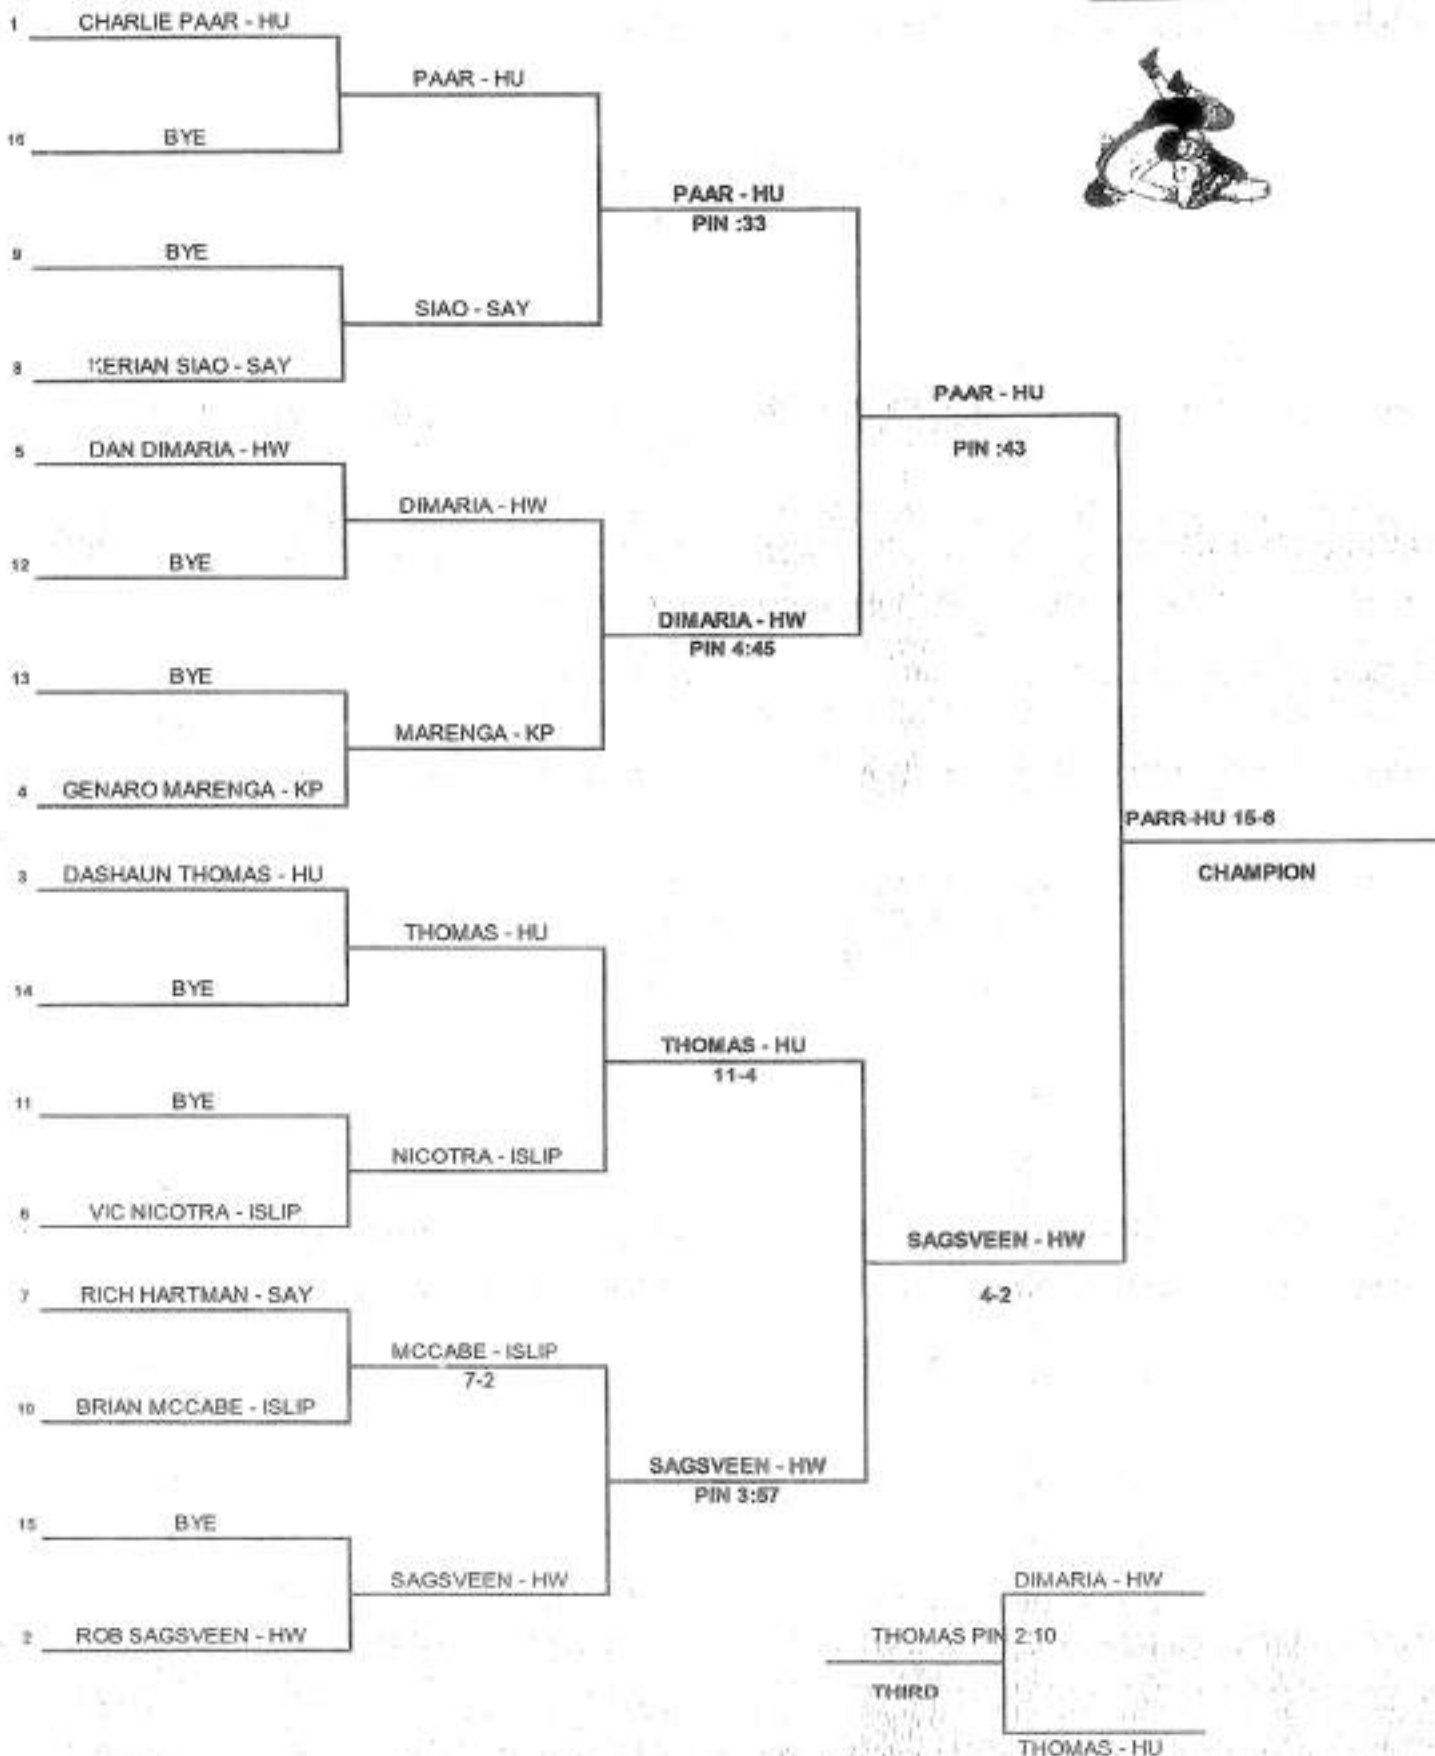 1 CHARLIE PAAR - HU
PAAR - HU
16 BYE
PAAR - HU
PIN :33
9 BYE
SIAO - SAY
8 KERIAN SIAO - SAY
PAAR - HU
PIN :43
5 DAN DIMARIA - HW
DIMARIA - HW
12 BYE
DIMARIA - HW
PIN 4:45
13 BYE
MARENGA - KP
4 GENARO MARENGA - KP
PARR-HU 15-6
CHAMPION
3 DASHAUN THOMAS - HU
THOMAS - HU
14 BYE
THOMAS - HU
11-4
11 BYE
NICOTRA - ISLIP
6 VIC NICOTRA - ISLIP
SAGSVEEN - HW
4-2
7 RICH HARTMAN - SAY
MCCABE - ISLIP
7-2
10 BRIAN MCCABE - ISLIP
SAGSVEEN - HW
PIN 3:57
15 BYE
SAGSVEEN - HW
2 ROB SAGSVEEN - HW
DIMARIA - HW
THOMAS PIN 2:10
THIRD
THOMAS - HU